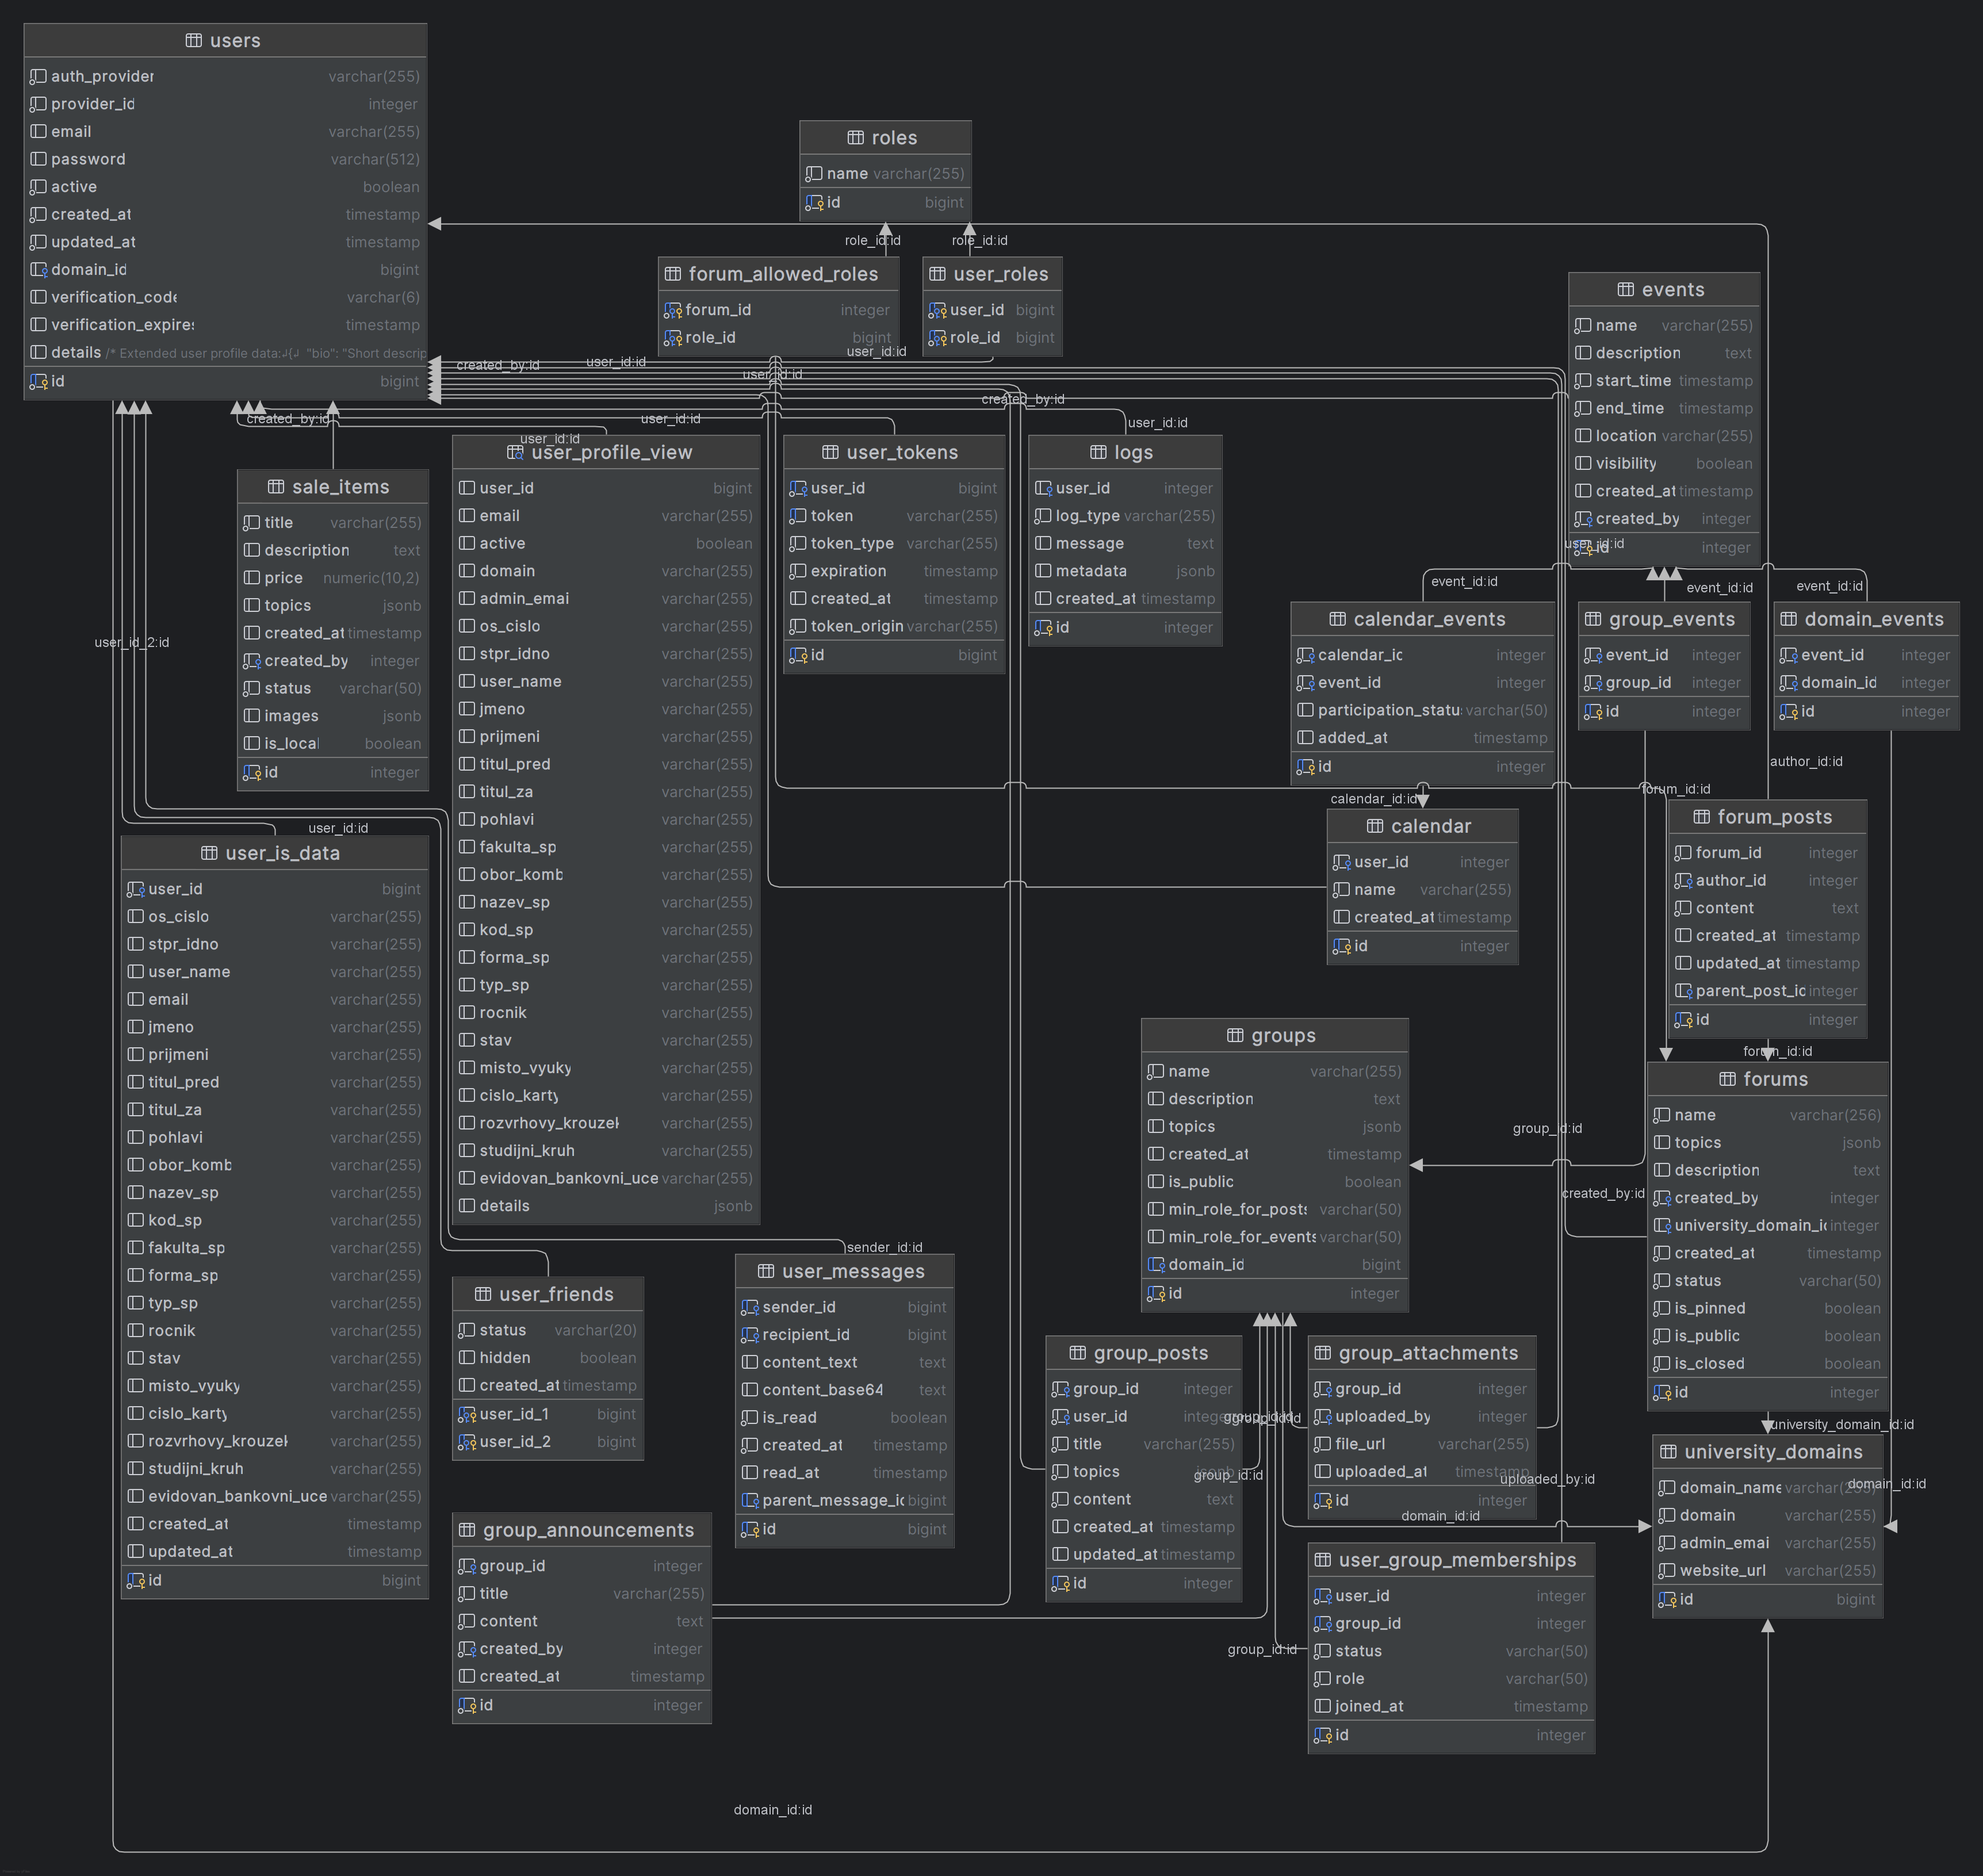 users
auth_provider varchar(255)
provider_id integer
email varchar(255)
password varchar(512)
active boolean
created_at timestamp
updated_at timestamp
domain_id bigint
verification_code varchar(6)
verification_expires timestamp
details /* Extended user profile data:↲{↲ "bio": "Short descrip
id bigint
roles
name varchar(255)
id bigint
role_id:id
role_id:id
forum_allowed_roles
forum_id integer
role_id bigint
user_roles
user_id bigint
role_id bigint
events
name varchar(255)
description text
start_time timestamp
end_time timestamp
location varchar(255)
visibility boolean
created_at timestamp
created_by integer
id integer
user_id:id
user_id:id
created_by:id
user_id:id
user_id:id
created_by:id
created_by:id
user_id:id
user_id:id
user_id:id
user_id_2:id
sale_items
title varchar(255)
description text
price numeric(10,2)
topics jsonb
created_at timestamp
created_by integer
status varchar(50)
images jsonb
is_local boolean
id integer
user_profile_view
user_id bigint
email varchar(255)
active boolean
domain varchar(255)
admin_emai varchar(255)
os_cislo varchar(255)
stpr_idno varchar(255)
user_name varchar(255)
jmeno varchar(255)
prijmeni varchar(255)
titul_pred varchar(255)
titul_za varchar(255)
pohlavi varchar(255)
fakulta_sp varchar(255)
obor_komb varchar(255)
nazev_sp varchar(255)
kod_sp varchar(255)
forma_sp varchar(255)
typ_sp varchar(255)
rocnik varchar(255)
stav varchar(255)
misto_vyuky varchar(255)
cislo_karty varchar(255)
rozvrhovy_krouzek varchar(255)
studijni_kruh varchar(255)
evidovan_bankovni_uce varchar(255)
details jsonb
user_tokens
user_id bigint
token varchar(255)
token_type varchar(255)
expiration timestamp
created_at timestamp
token_origin varchar(255)
id bigint
logs
user_id integer
log_type varchar(255)
message text
metadata jsonb
created_at timestamp
id integer
event_id:id
event_id:id
event_id:id
calendar_events
calendar_ic integer
event_id integer
participation_statu varchar(50)
added_at timestamp
id integer
group_events
event_id integer
group_id integer
id integer
domain_events
event_id integer
domain_id integer
id integer
author_id:id
forum_id:id
calendar_id:id
calendar
user_id integer
name varchar(255)
created_at timestamp
id integer
forum_posts
forum_id integer
author_id integer
content text
created_at timestamp
updated_at timestamp
parent_post_ic integer
id integer
forum_id:id
user_id:id
user_is_data
user_id bigint
os_cislo varchar(255)
stpr_idno varchar(255)
user_name varchar(255)
email varchar(255)
jmeno varchar(255)
prijmeni varchar(255)
titul_pred varchar(255)
titul_za varchar(255)
pohlavi varchar(255)
obor_komb varchar(255)
nazev_sp varchar(255)
kod_sp varchar(255)
fakulta_sp varchar(255)
forma_sp varchar(255)
typ_sp varchar(255)
rocnik varchar(255)
stav varchar(255)
misto_vyuky varchar(255)
cislo_karty varchar(255)
rozvrhovy_krouzek varchar(255)
studijni_kruh varchar(255)
evidovan_bankovni_uce varchar(255)
created_at timestamp
updated_at timestamp
id bigint
groups
name varchar(255)
description text
topics jsonb
created_at timestamp
is_public boolean
min_role_for_posts varchar(50)
min_role_for_events varchar(50)
domain_id bigint
id integer
group_id:id
created_by:id
forums
name varchar(256)
topics jsonb
description text
created_by integer
university_domain_id integer
created_at timestamp
status varchar(50)
is_pinned boolean
is_public boolean
is_closed boolean
id integer
university_domain_id:id
sender_id:id
user_friends
status varchar(20)
hidden boolean
created_at timestamp
user_id_1 bigint
user_id_2 bigint
user_messages
sender_id bigint
recipient_id bigint
content_text text
content_base64 text
is_read boolean
created_at timestamp
read_at timestamp
parent_message_ic bigint
id bigint
group_posts
group_id integer
user_id integer
title varchar(255)
topics jsonb
content text
created_at timestamp
updated_at timestamp
id integer
group_id:id
group_attachments
group_id integer
uploaded_by integer
file_url varchar(255)
uploaded_at timestamp
id integer
uploaded_by:id
domain_id:id
university_domains
domain_name varchar(255)
domain varchar(255)
admin_emai varchar(255)
website_url varchar(255)
id bigint
domain_id:id
group_announcements
group_id integer
title varchar(255)
content text
created_by integer
created_at timestamp
id integer
user_group_memberships
user_id integer
group_id integer
status varchar(50)
role varchar(50)
joined_at timestamp
id integer
group_id:id
domain_id:id